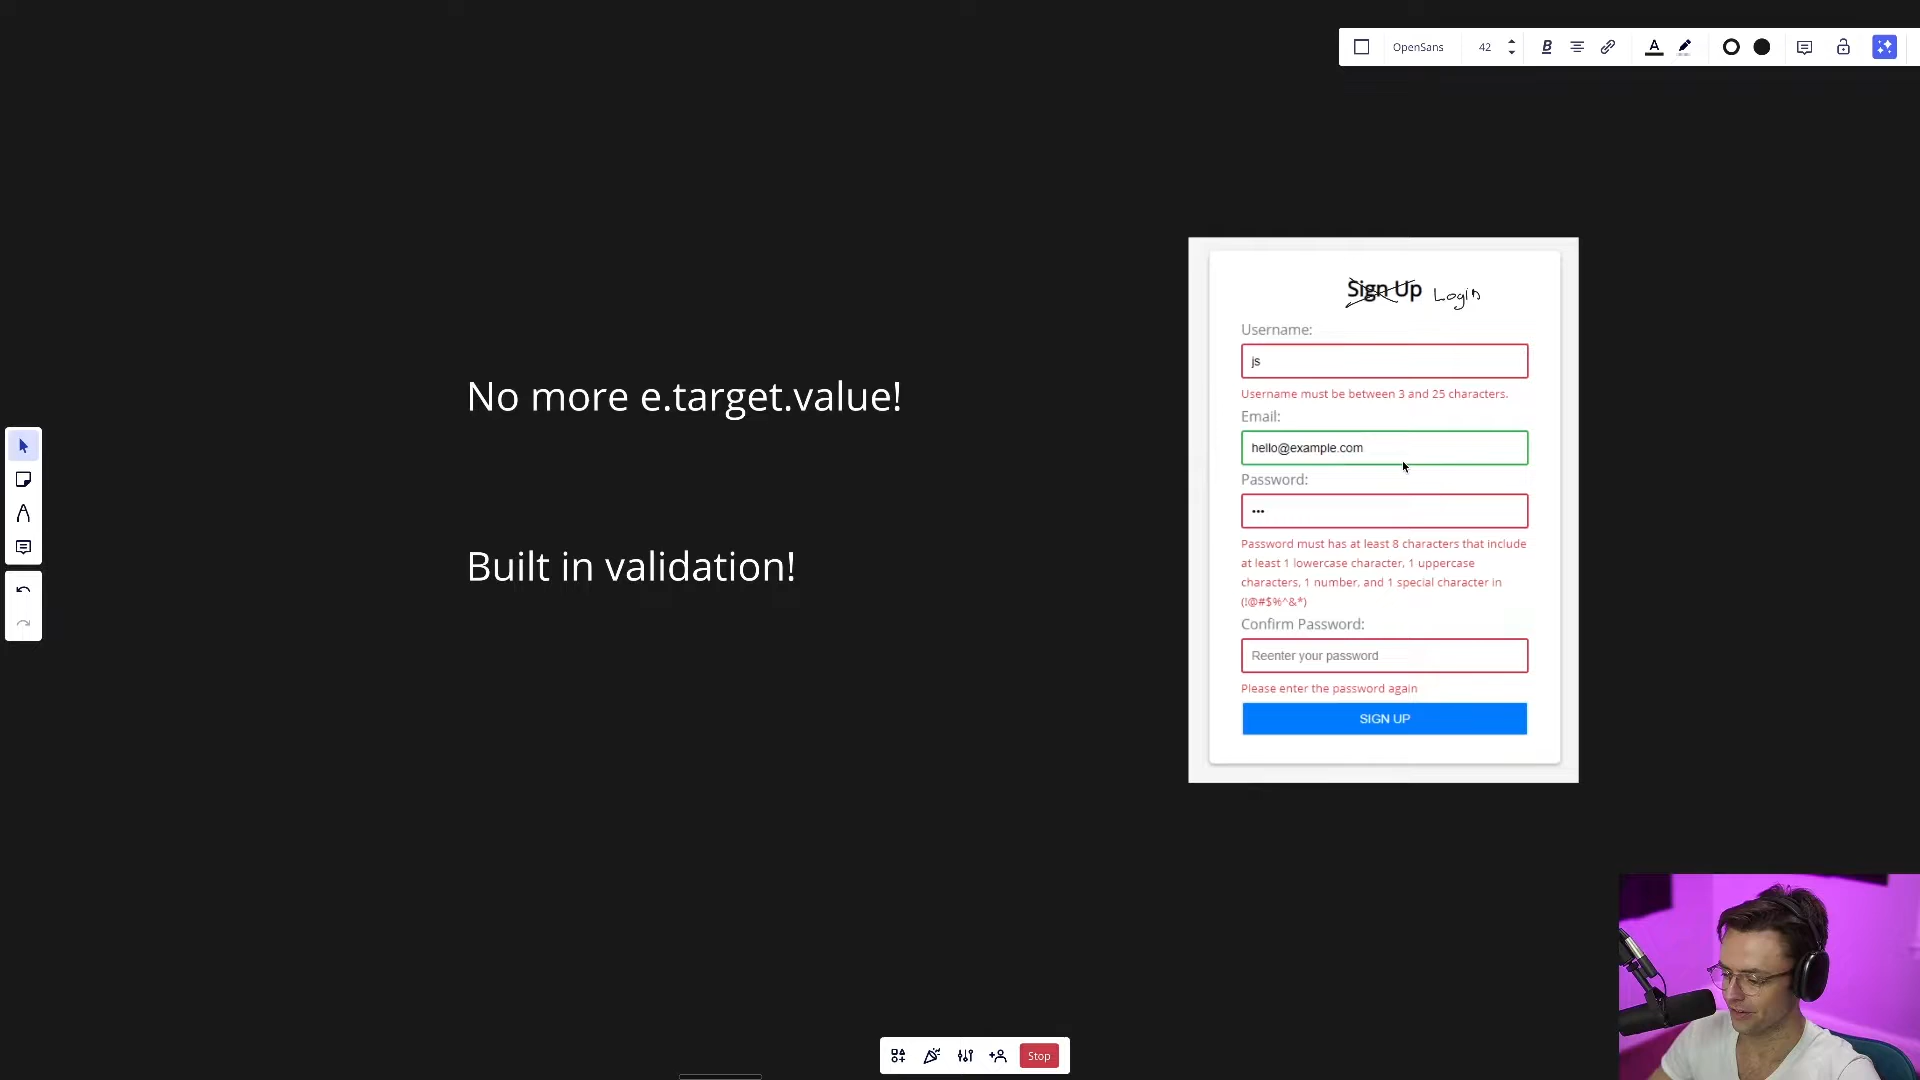 OpenSans 42 B A
No more e.target.value!
Built in validation!
Sign Up Login
Username:
js
Username must be between 3 and 25 characters.
Email:
hello@example.com
Password:
•••
Password must has at least 8 characters that include
at least 1 lowercase character, 1 uppercase
characters, 1 number, and 1 special character in
(!@#$%^&*)
Confirm Password:
Reenter your password
Please enter the password again
SIGN UP
Stop